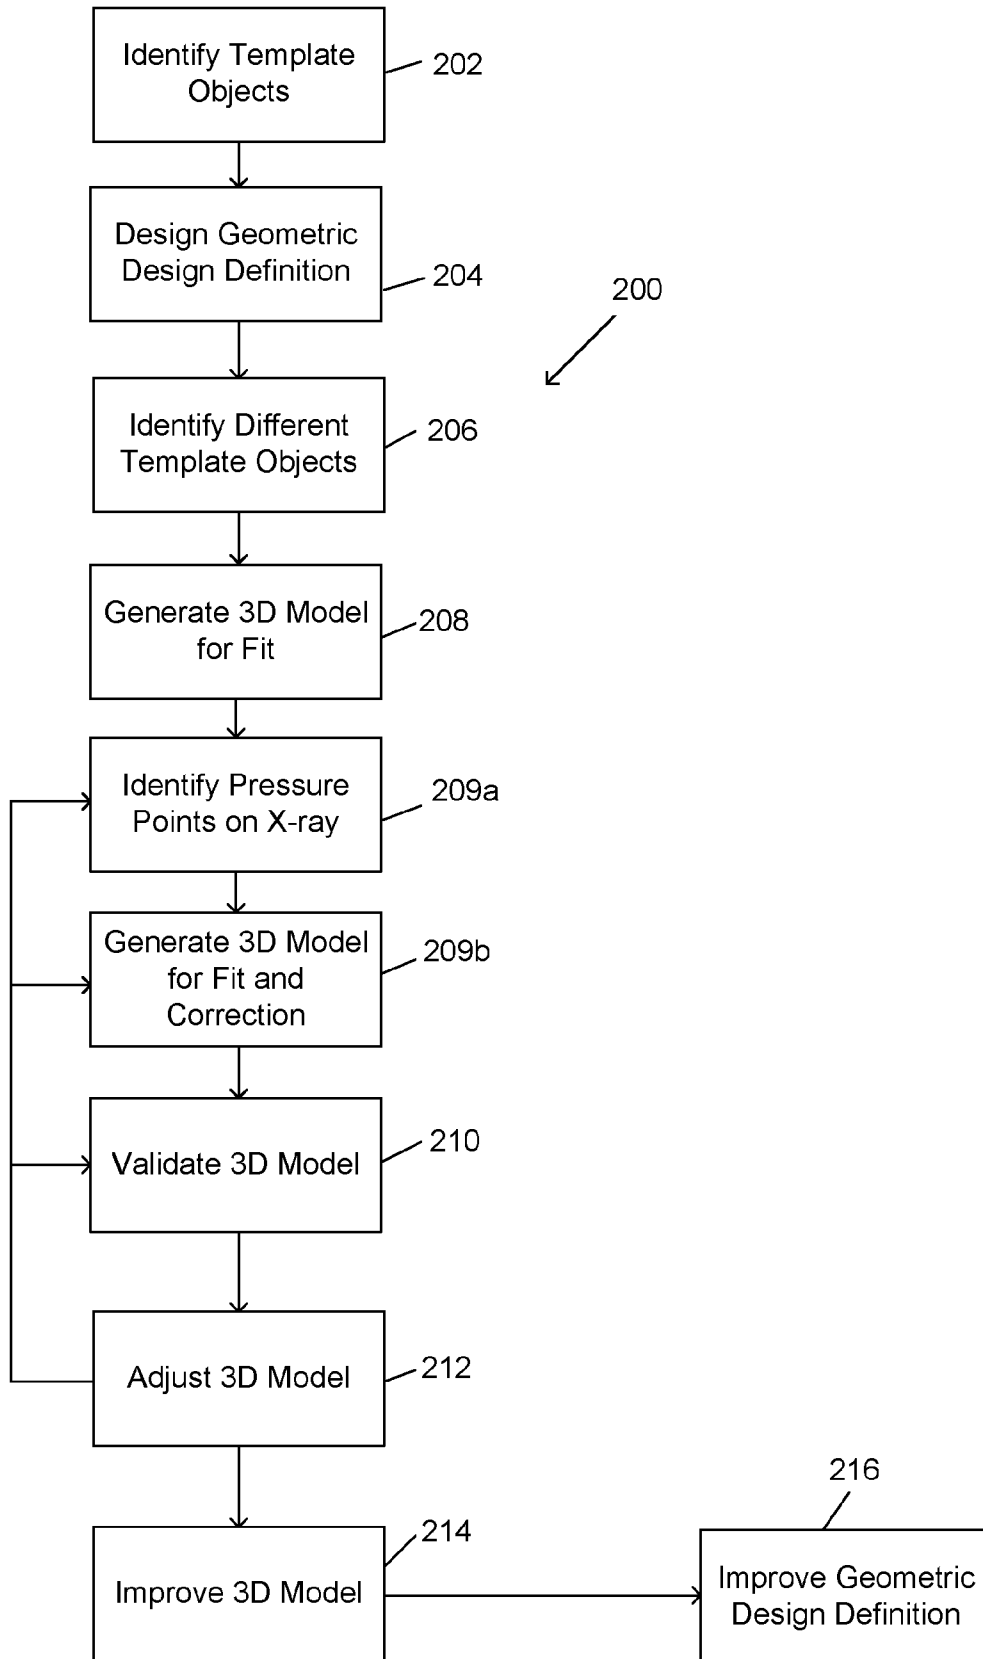 Identify Template
Objects
202
Design Geometric
Design Definition
204
200
Identify Different
Template Objects
206
Generate 3D Model
for Fit
208
Identify Pressure
Points on X-ray
209a
Generate 3D Model
for Fit and
Correction
209b
Validate 3D Model
210
Adjust 3D Model
212
Improve 3D Model
214
216
Improve Geometric
Design Definition